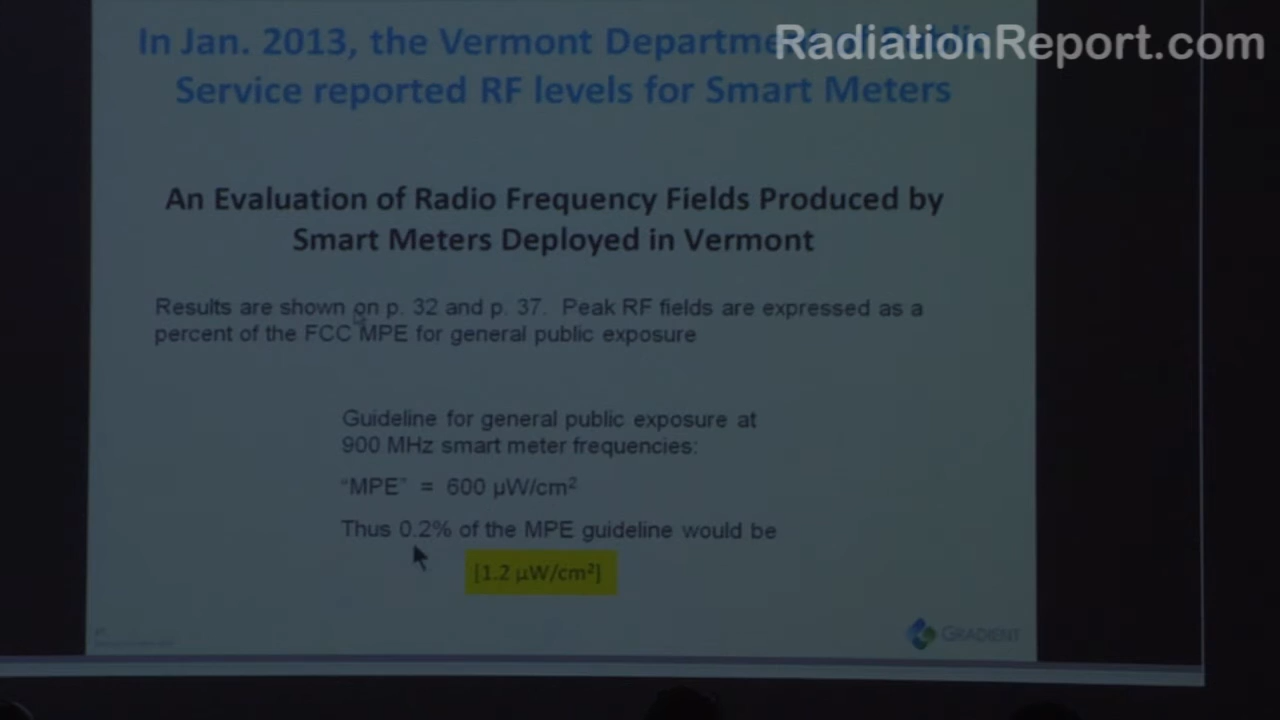 RadiationReport.com
In Jan. 2013, the Vermont Departme
Service reported RF levels for Smart Meters
An Evaluation of Radio Frequency Fields Produced by
Smart Meters Deployed in Vermont
Results are shown on p. 32 and p. 37. Peak RF fields are expressed as a
percent of the FCC MPE for general public exposure
Guideline for general public exposure at
900 MHz smart meter frequencies:
“MPE” = 600 µW/cm²
Thus 0.2% of the MPE guideline would be
[1.2 µW/cm²]
GRADIENT